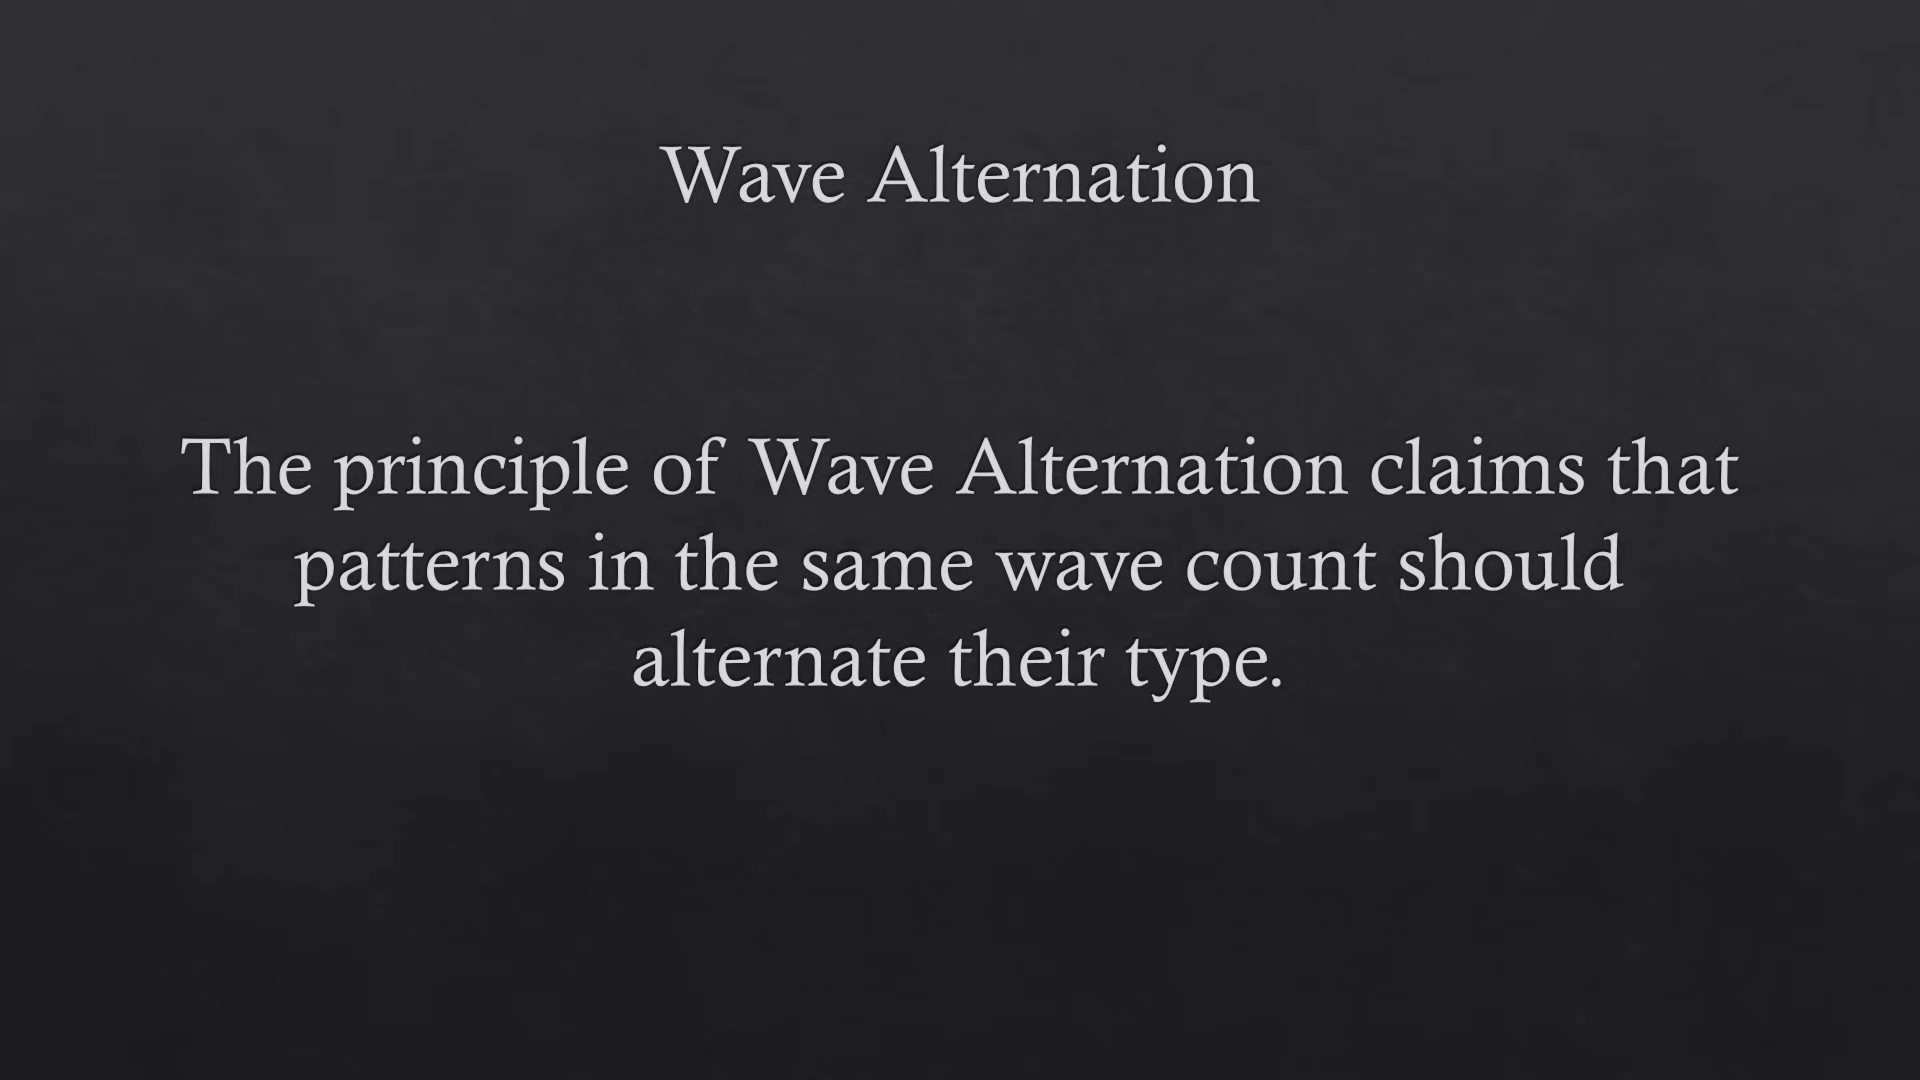 Wave Alternation
The principle of Wave Alternation claims that
patterns in the same wave count should
alternate their type.